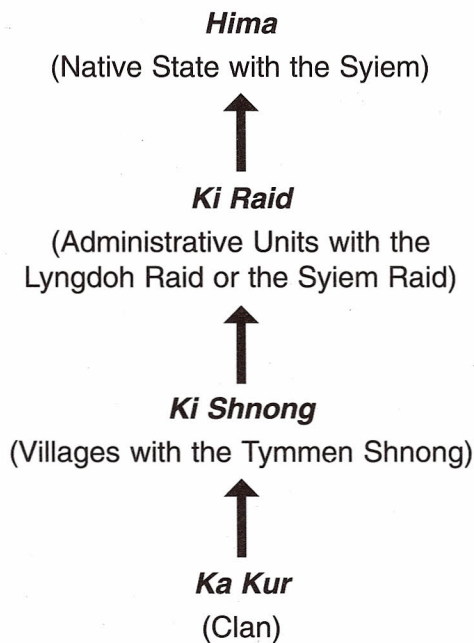 Hima
(Native State with the Syiem)
Ki Raid
(Administrative Units with the
Lyngdoh Raid or the Syiem Raid)
Ki Shnong
(Villages with the Tymmen Shnong)
Ka Kur
(Clan)